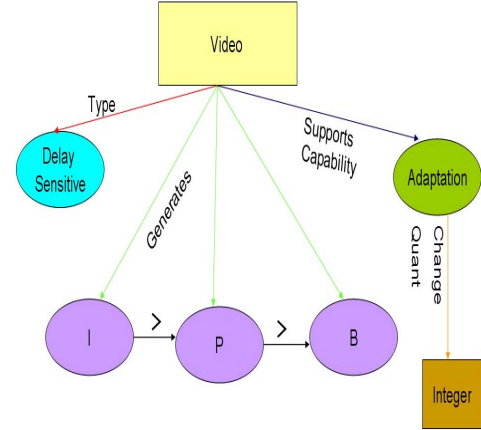 Video
Type
Delay
Sensitive
Supports
Capability
Adaptation
Generates
Change
Quant
I
>
P
>
B
Integer